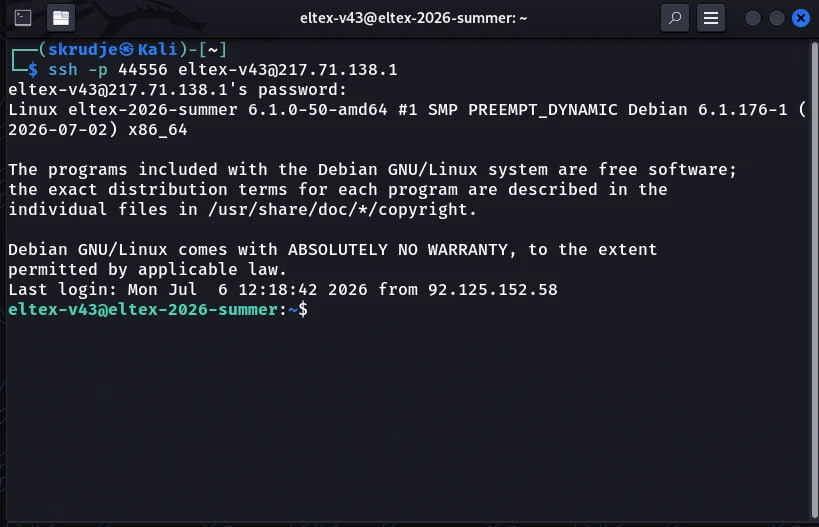 eltex-v43@eltex-2026-summer: ~
┌──(skrudje㉿Kali)-[~]
└─$ ssh -p 44556 eltex-v43@217.71.138.1
eltex-v43@217.71.138.1's password:
Linux eltex-2026-summer 6.1.0-50-amd64 #1 SMP PREEMPT_DYNAMIC Debian 6.1.176-1 (
2026-07-02) x86_64
The programs included with the Debian GNU/Linux system are free software;
the exact distribution terms for each program are described in the
individual files in /usr/share/doc/*/copyright.
Debian GNU/Linux comes with ABSOLUTELY NO WARRANTY, to the extent
permitted by applicable law.
Last login: Mon Jul  6 12:18:42 2026 from 92.125.152.58
eltex-v43@eltex-2026-summer:~$